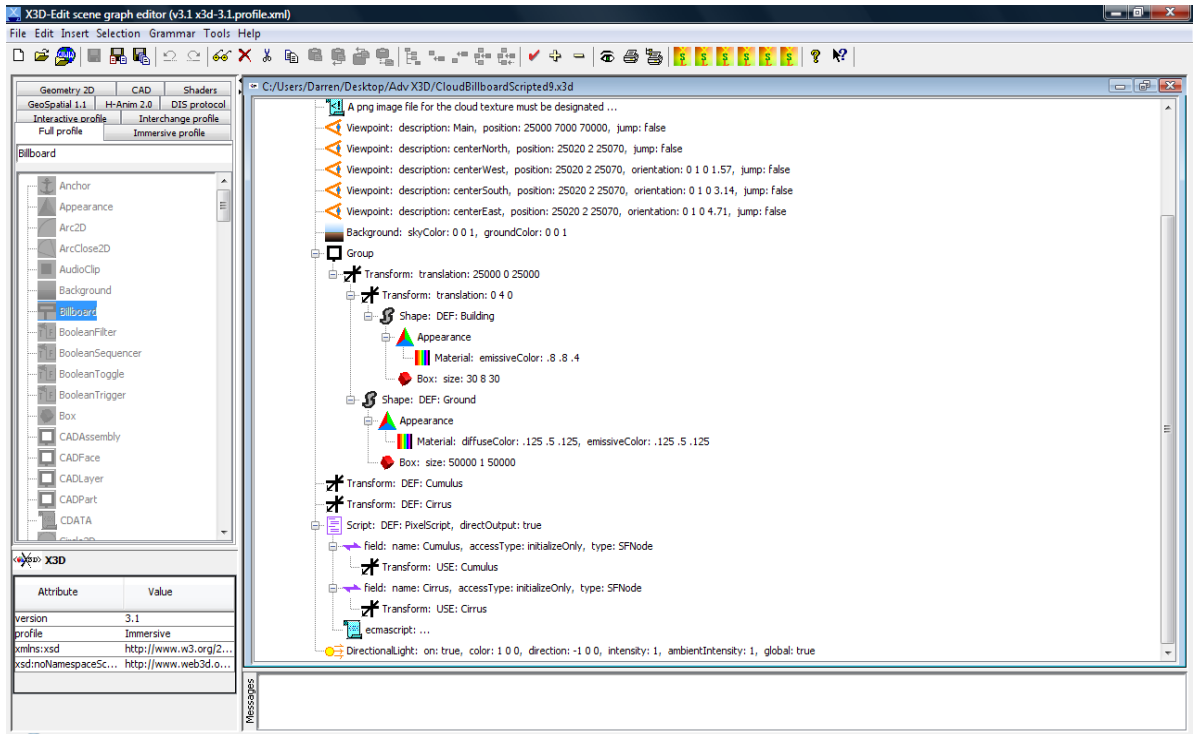 X3D-Edit scene graph editor (v3.1 x3d-3.1.profile.xml)
File Edit Insert Selection Grammar Tools Help
Geometry 2D CAD Shaders
GeoSpatial 1.1 H-Anim 2.0 DIS protocol
Interactive profile Interchange profile
Full profile Immersive profile
Billboard
Anchor
Appearance
Arc2D
ArcClose2D
AudioClip
Background
Billboard
BooleanFilter
BooleanSequencer
BooleanToggle
BooleanTrigger
Box
CADAssembly
CADFace
CADLayer
CADPart
CDATA
Circle2D
X3D
Attribute Value
version 3.1
profile Immersive
xmlns:xsd http://www.w3.org/2...
xsd:noNamespaceSc... http://www.web3d.o...
C:/Users/Darren/Desktop/Adv X3D/CloudBillboardScripted9.x3d
A png image file for the cloud texture must be designated ...
Viewpoint: description: Main, position: 25000 7000 70000, jump: false
Viewpoint: description: centerNorth, position: 25020 2 25070, jump: false
Viewpoint: description: centerWest, position: 25020 2 25070, orientation: 0 1 0 1.57, jump: false
Viewpoint: description: centerSouth, position: 25020 2 25070, orientation: 0 1 0 3.14, jump: false
Viewpoint: description: centerEast, position: 25020 2 25070, orientation: 0 1 0 4.71, jump: false
Background: skyColor: 0 0 1, groundColor: 0 0 1
Group
Transform: translation: 25000 0 25000
Transform: translation: 0 4 0
Shape: DEF: Building
Appearance
Material: emissiveColor: .8 .8 .4
Box: size: 30 8 30
Shape: DEF: Ground
Appearance
Material: diffuseColor: .125 .5 .125, emissiveColor: .125 .5 .125
Box: size: 50000 1 50000
Transform: DEF: Cumulus
Transform: DEF: Cirrus
Script: DEF: PixelScript, directOutput: true
field: name: Cumulus, accessType: initializeOnly, type: SFNode
Transform: USE: Cumulus
field: name: Cirrus, accessType: initializeOnly, type: SFNode
Transform: USE: Cirrus
ecmascript: ...
DirectionalLight: on: true, color: 1 0 0, direction: -1 0 0, intensity: 1, ambientIntensity: 1, global: true
Messages